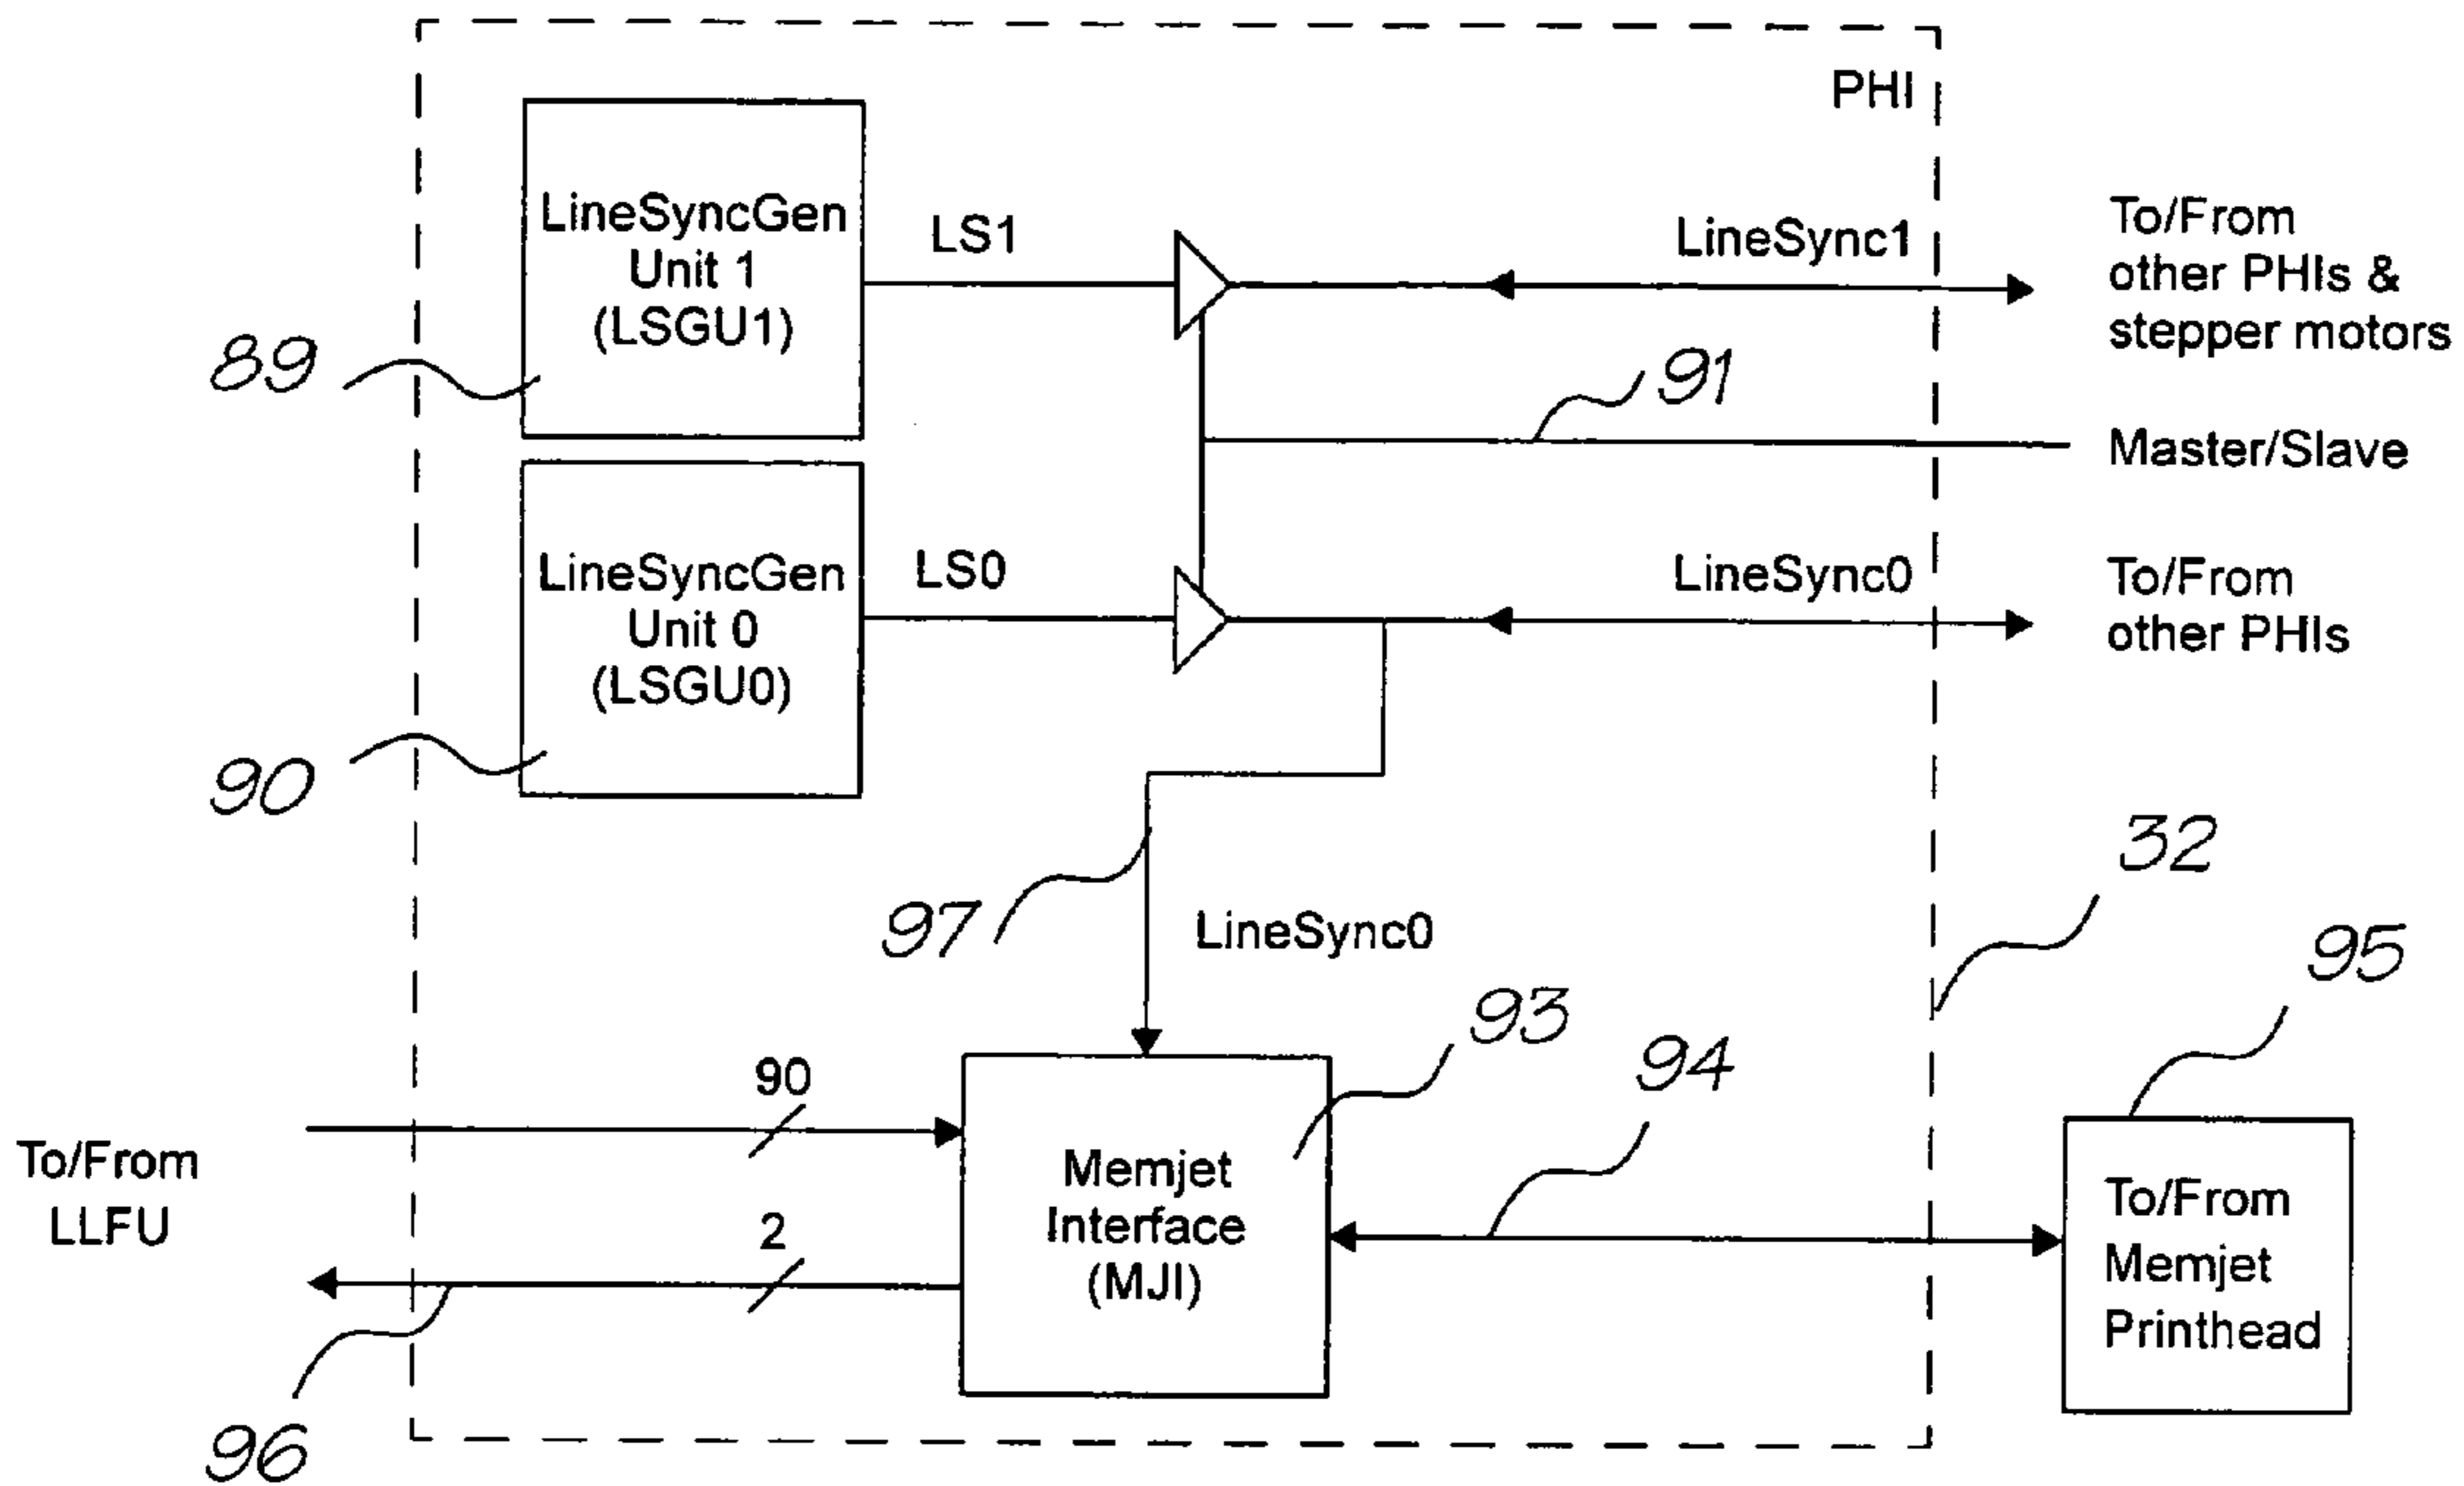 PHI
LineSyncGen
Unit 1
(LSGU1)
LS1
LineSync1
To/From
other PHIs &
stepper motors
89
91
Master/Slave
LineSyncGen
Unit 0
(LSGU0)
LS0
LineSync0
To/From
other PHIs
90
32
97
LineSync0
95
93
94
90
To/From
LLFU
2
Memjet
Interface
(MJI)
To/From
Memjet
Printhead
96